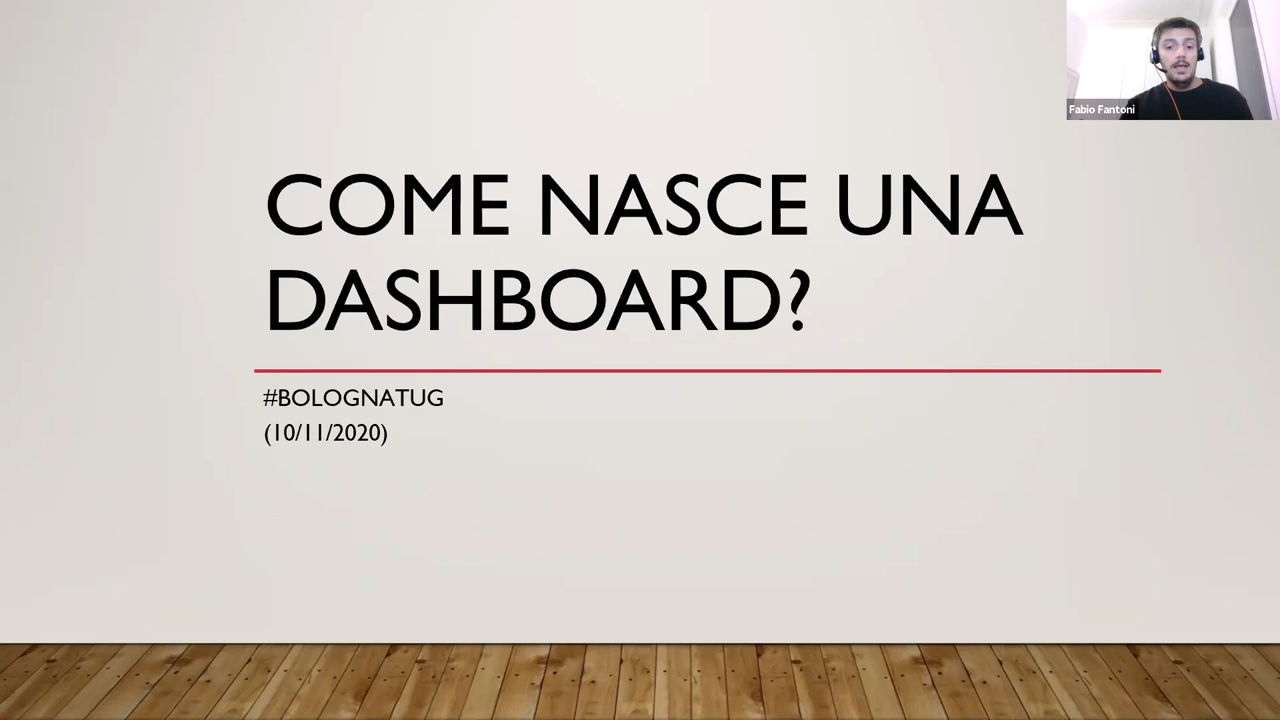 Fabio Fantoni
COME NASCE UNA
DASHBOARD?
#BOLOGNATUG
(10/11/2020)